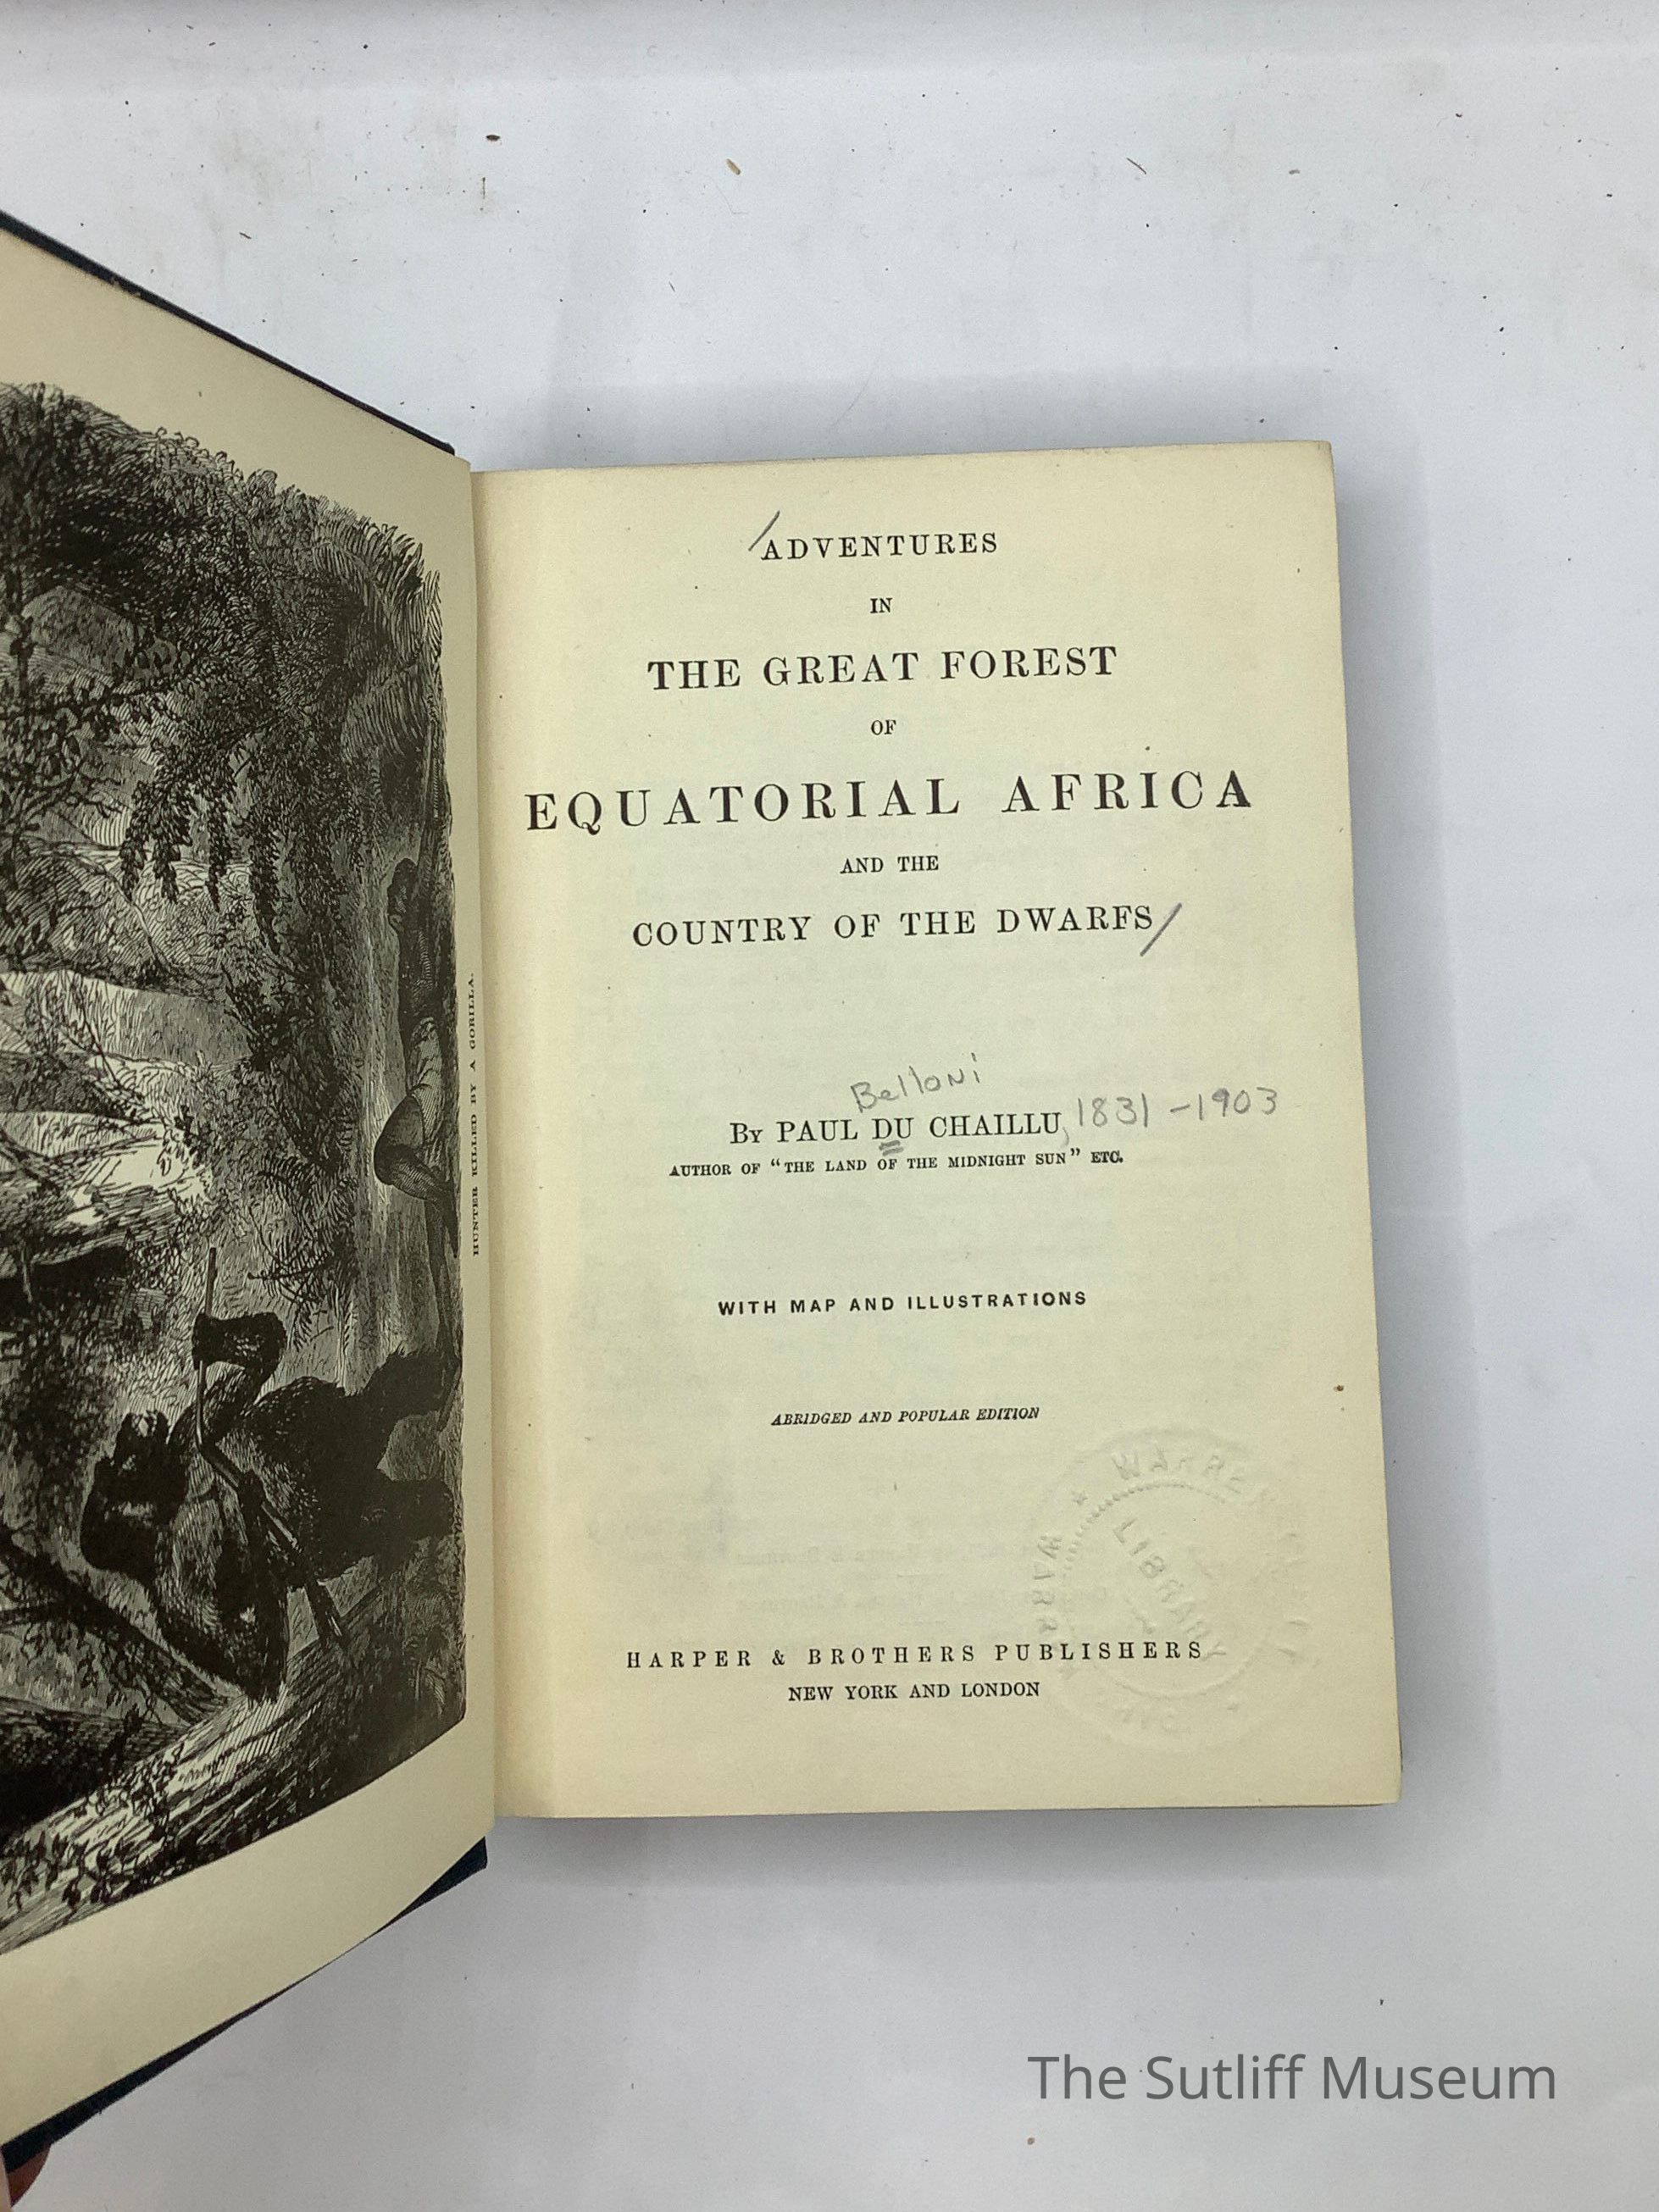 HUNTER KILLED BY A GORILLA.
ADVENTURES
IN
THE GREAT FOREST
OF
EQUATORIAL AFRICA
AND THE
COUNTRY OF THE DWARFS
Belloni
BY PAUL DU CHAILLU, 1831-1903
AUTHOR OF "THE LAND OF THE MIDNIGHT SUN" ETC.
WITH MAP AND ILLUSTRATIONS
ABRIDGED AND POPULAR EDITION
WARREN
LIBRARY
HARPER & BROTHERS PUBLISHERS
NEW YORK AND LONDON
The Sutliff Museum